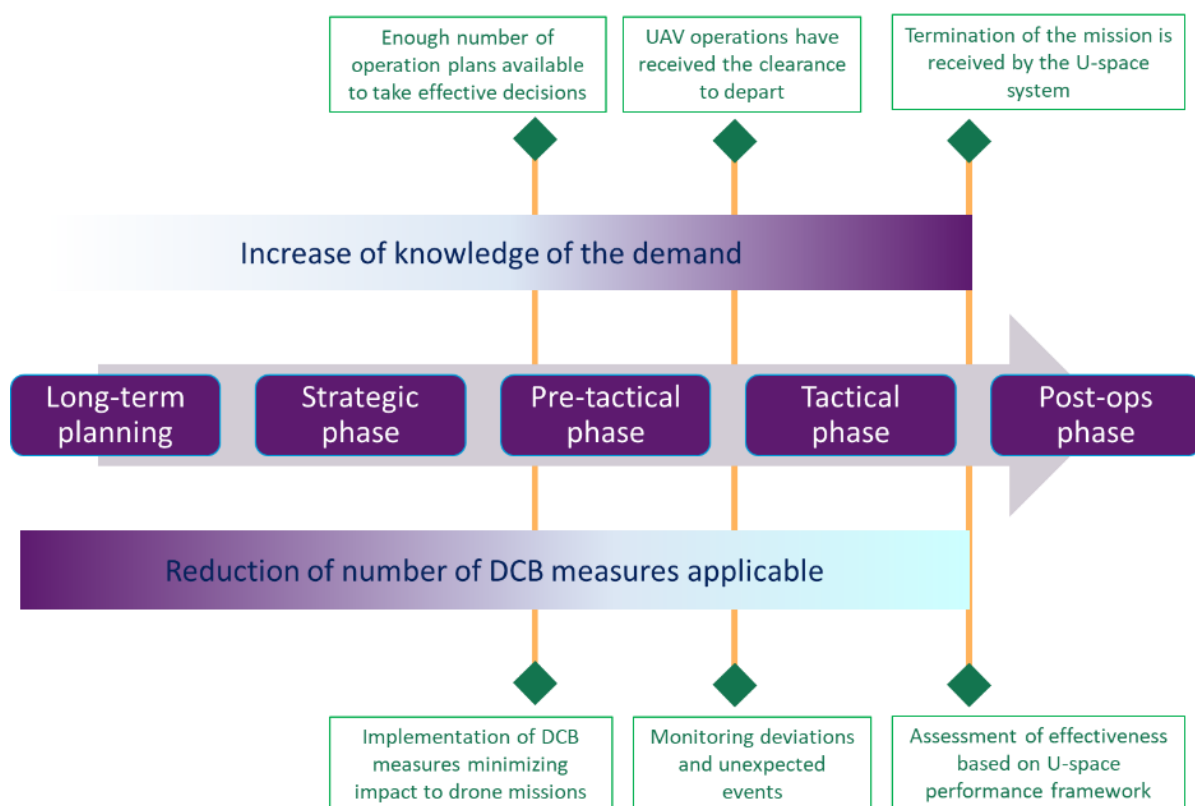 Enough number of
operation plans available
to take effective decisions
UAV operations have
received the clearance
to depart
Termination of the mission is
received by the U-space
system
Increase of knowledge of the demand
Long-term
planning
Strategic
phase
Pre-tactical
phase
Tactical
phase
Post-ops
phase
Reduction of number of DCB measures applicable
Implementation of DCB
measures minimizing
impact to drone missions
Monitoring deviations
and unexpected
events
Assessment of effectiveness
based on U-space
performance framework